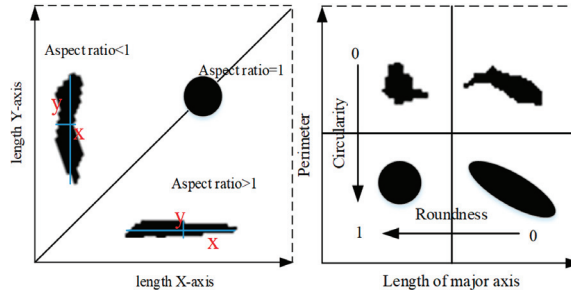 Aspect ratio<1
Aspect ratio=1
y
x
Aspect ratio>1
y
x
length Y-axis
length X-axis
0
Circularity
1
Roundness
0
Perimeter
Length of major axis